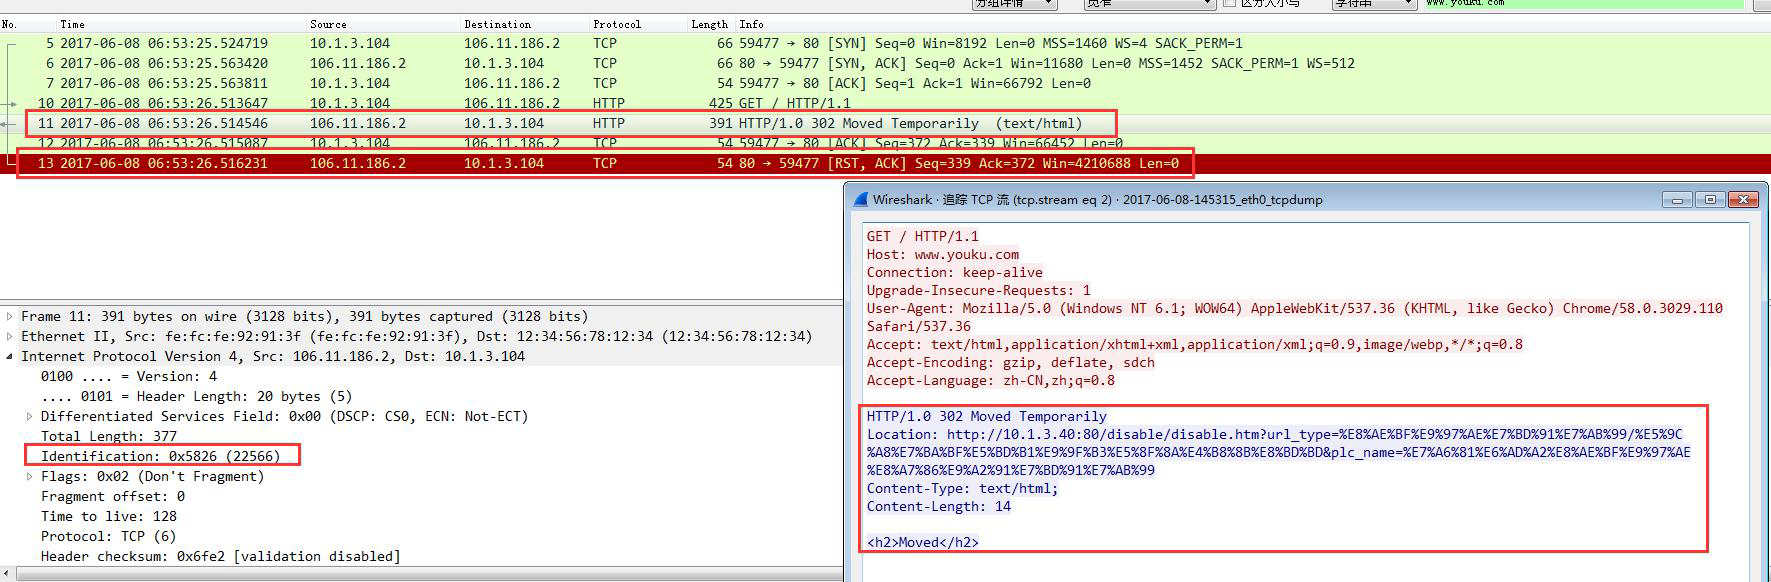 分组详情 宽窄 区分大小写 字符串 www.youku.com
No. Time Source Destination Protocol Length Info
5 2017-06-08 06:53:25.524719 10.1.3.104 106.11.186.2 TCP 66 59477 → 80 [SYN] Seq=0 Win=8192 Len=0 MSS=1460 WS=4 SACK_PERM=1
6 2017-06-08 06:53:25.563420 106.11.186.2 10.1.3.104 TCP 66 80 → 59477 [SYN, ACK] Seq=0 Ack=1 Win=11680 Len=0 MSS=1452 SACK_PERM=1 WS=512
7 2017-06-08 06:53:25.563811 10.1.3.104 106.11.186.2 TCP 54 59477 → 80 [ACK] Seq=1 Ack=1 Win=66792 Len=0
10 2017-06-08 06:53:26.513647 10.1.3.104 106.11.186.2 HTTP 425 GET / HTTP/1.1
11 2017-06-08 06:53:26.514546 106.11.186.2 10.1.3.104 HTTP 391 HTTP/1.0 302 Moved Temporarily (text/html)
12 2017-06-08 06:53:26.515087 10.1.3.104 106.11.186.2 TCP 54 59477 → 80 [ACK] Seq=372 Ack=339 Win=66452 Len=0
13 2017-06-08 06:53:26.516231 106.11.186.2 10.1.3.104 TCP 54 80 → 59477 [RST, ACK] Seq=339 Ack=372 Win=4210688 Len=0
Wireshark · 追踪 TCP 流 (tcp.stream eq 2) · 2017-06-08-145315_eth0_tcpdump
GET / HTTP/1.1
Host: www.youku.com
Connection: keep-alive
Upgrade-Insecure-Requests: 1
User-Agent: Mozilla/5.0 (Windows NT 6.1; WOW64) AppleWebKit/537.36 (KHTML, like Gecko) Chrome/58.0.3029.110
Safari/537.36
Accept: text/html,application/xhtml+xml,application/xml;q=0.9,image/webp,*/*;q=0.8
Accept-Encoding: gzip, deflate, sdch
Accept-Language: zh-CN,zh;q=0.8
HTTP/1.0 302 Moved Temporarily
Location: http://10.1.3.40:80/disable/disable.htm?url_type=%E8%AE%BF%E9%97%AE%E7%BD%91%E7%AB%99/%E5%9C
%A8%E7%BA%BF%E5%BD%B1%E9%9F%B3%E5%8F%8A%E4%B8%8B%E8%BD%BD&plc_name=%E7%A6%81%E6%AD%A2%E8%AE%BF%E9%97%AE
%E8%A7%86%E9%A2%91%E7%BD%91%E7%AB%99
Content-Type: text/html;
Content-Length: 14
<h2>Moved</h2>
Frame 11: 391 bytes on wire (3128 bits), 391 bytes captured (3128 bits)
Ethernet II, Src: fe:fc:fe:92:91:3f (fe:fc:fe:92:91:3f), Dst: 12:34:56:78:12:34 (12:34:56:78:12:34)
Internet Protocol Version 4, Src: 106.11.186.2, Dst: 10.1.3.104
0100 .... = Version: 4
.... 0101 = Header Length: 20 bytes (5)
Differentiated Services Field: 0x00 (DSCP: CS0, ECN: Not-ECT)
Total Length: 377
Identification: 0x5826 (22566)
Flags: 0x02 (Don't Fragment)
Fragment offset: 0
Time to live: 128
Protocol: TCP (6)
Header checksum: 0x6fe2 [validation disabled]